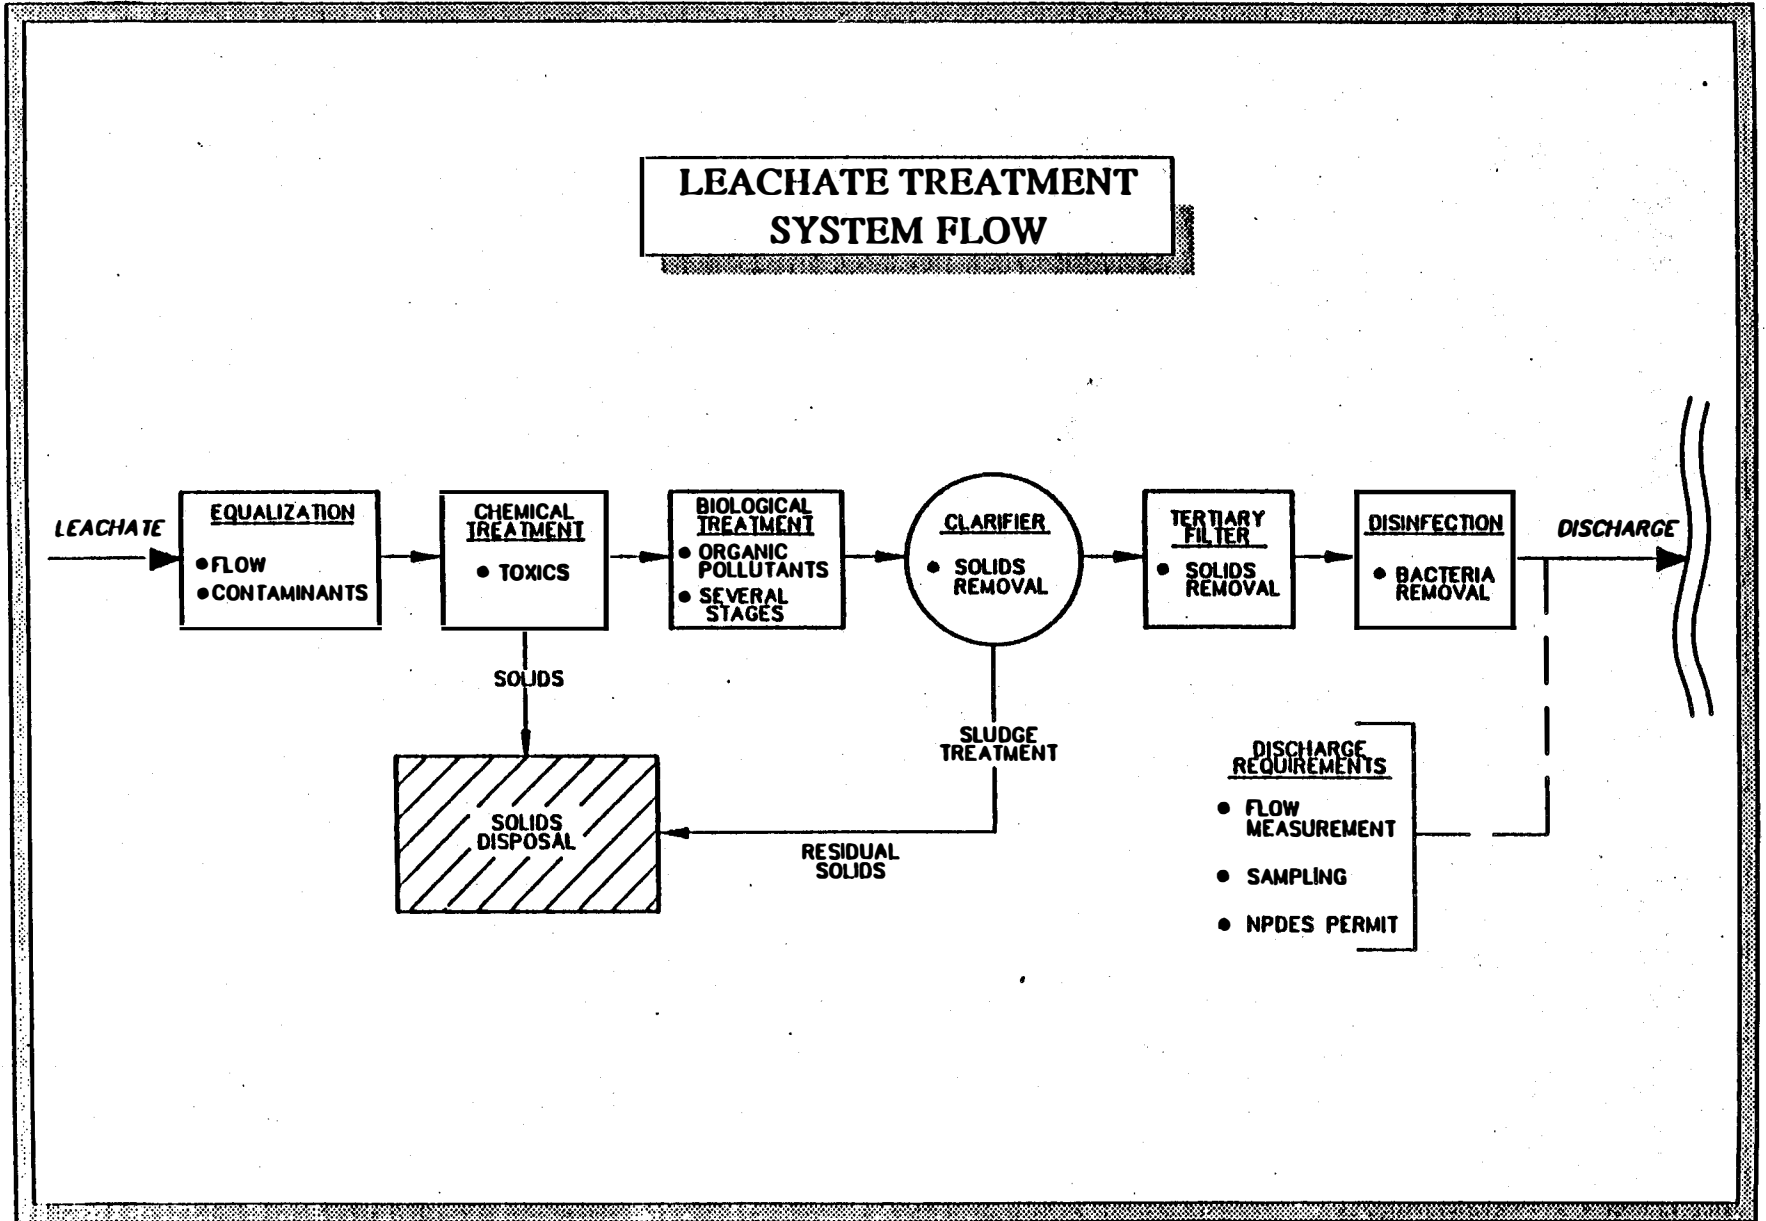 LEACHATE TREATMENT
SYSTEM FLOW
LEACHATE
EQUALIZATION
● FLOW
● CONTAMINANTS
CHEMICAL
TREATMENT
● TOXICS
BIOLOGICAL
TREATMENT
● ORGANIC
POLLUTANTS
● SEVERAL
STAGES
CLARIFIER
● SOLIDS
REMOVAL
TERTIARY
FILTER
● SOLIDS
REMOVAL
DISINFECTION
● BACTERIA
REMOVAL
DISCHARGE
SOLIDS
SLUDGE
TREATMENT
SOLIDS
DISPOSAL
RESIDUAL
SOLIDS
DISCHARGE
REQUIREMENTS
● FLOW
MEASUREMENT
● SAMPLING
● NPDES PERMIT